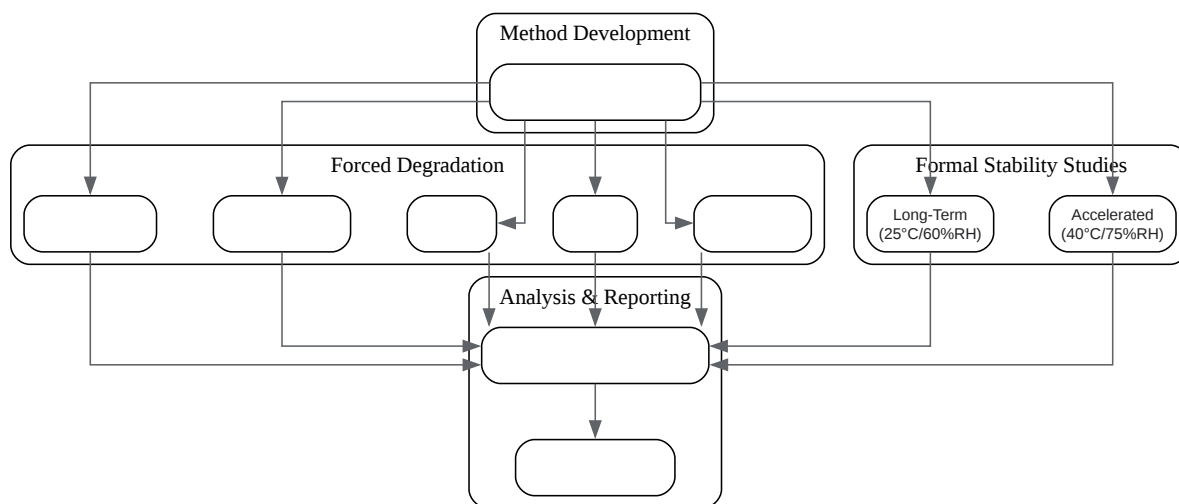 Method Development
Forced Degradation
Formal Stability Studies
Long-Term
(25°C/60%RH)
Accelerated
(40°C/75%RH)
Analysis & Reporting